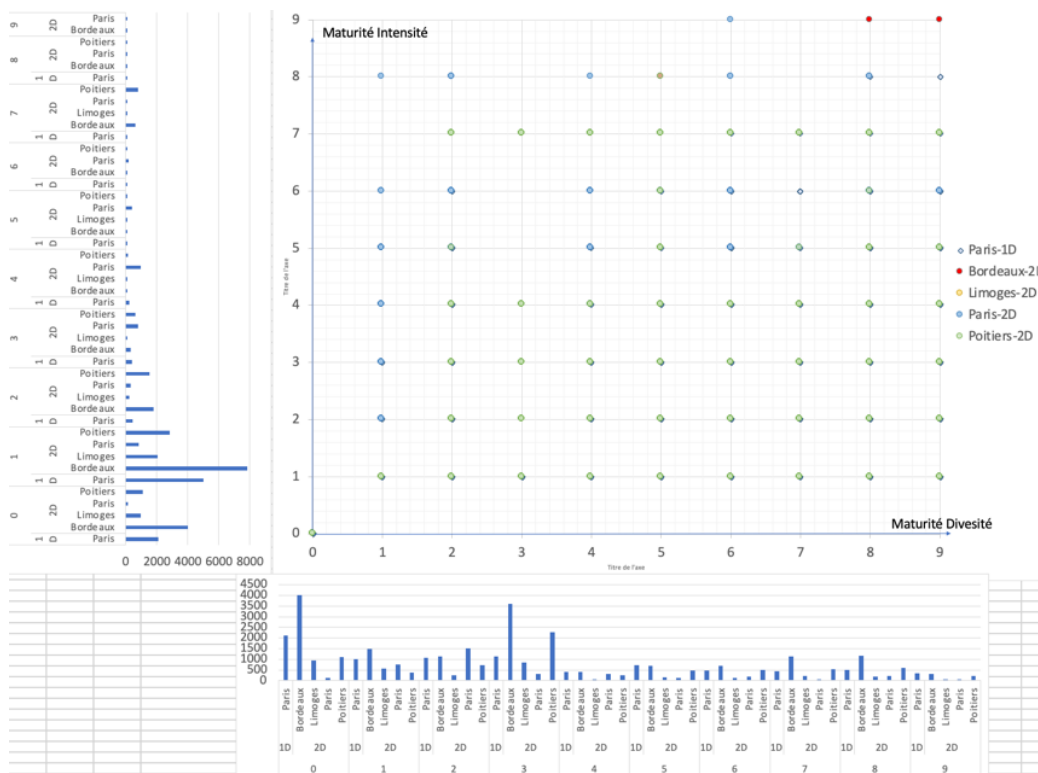 9
2D
Paris
Bordeaux
8
2D
Poitiers
Paris
Bordeaux
1D
Paris
7
2D
Poitiers
Paris
Limoges
Bordeaux
1D
Paris
6
2D
Poitiers
Paris
Bordeaux
1D
Paris
5
2D
Poitiers
Paris
Limoges
Bordeaux
1D
Paris
4
2D
Poitiers
Paris
Limoges
Bordeaux
1D
Paris
3
2D
Poitiers
Paris
Limoges
Bordeaux
1D
Paris
2
2D
Poitiers
Paris
Limoges
Bordeaux
1D
Paris
1
2D
Poitiers
Paris
Limoges
Bordeaux
1D
Paris
0
2D
Poitiers
Paris
Limoges
Bordeaux
1D
Paris
0 2000 4000 6000 8000
Maturité Intensité
9
8
7
6
5
4
3
2
1
0
Titre de l'axe
Maturité Divesité
0 1 2 3 4 5 6 7 8 9
Titre de l'axe
Paris-1D
Bordeaux-2D
Limoges-2D
Paris-2D
Poitiers-2D
4500
4000
3500
3000
2500
2000
1500
1000
500
0
Paris Bordeaux Limoges Paris Poitiers Paris Bordeaux Limoges Paris Poitiers Paris Bordeaux Limoges Paris Poitiers Paris Bordeaux Limoges Paris Poitiers Paris Bordeaux Limoges Paris Poitiers Paris Bordeaux Limoges Paris Poitiers Paris Bordeaux Limoges Paris Poitiers Paris Bordeaux Limoges Paris Poitiers Paris Bordeaux Limoges Paris Poitiers Paris Bordeaux Limoges Paris Poitiers
1D 2D 1D 2D 1D 2D 1D 2D 1D 2D 1D 2D 1D 2D 1D 2D 1D 2D 1D 2D
0 1 2 3 4 5 6 7 8 9